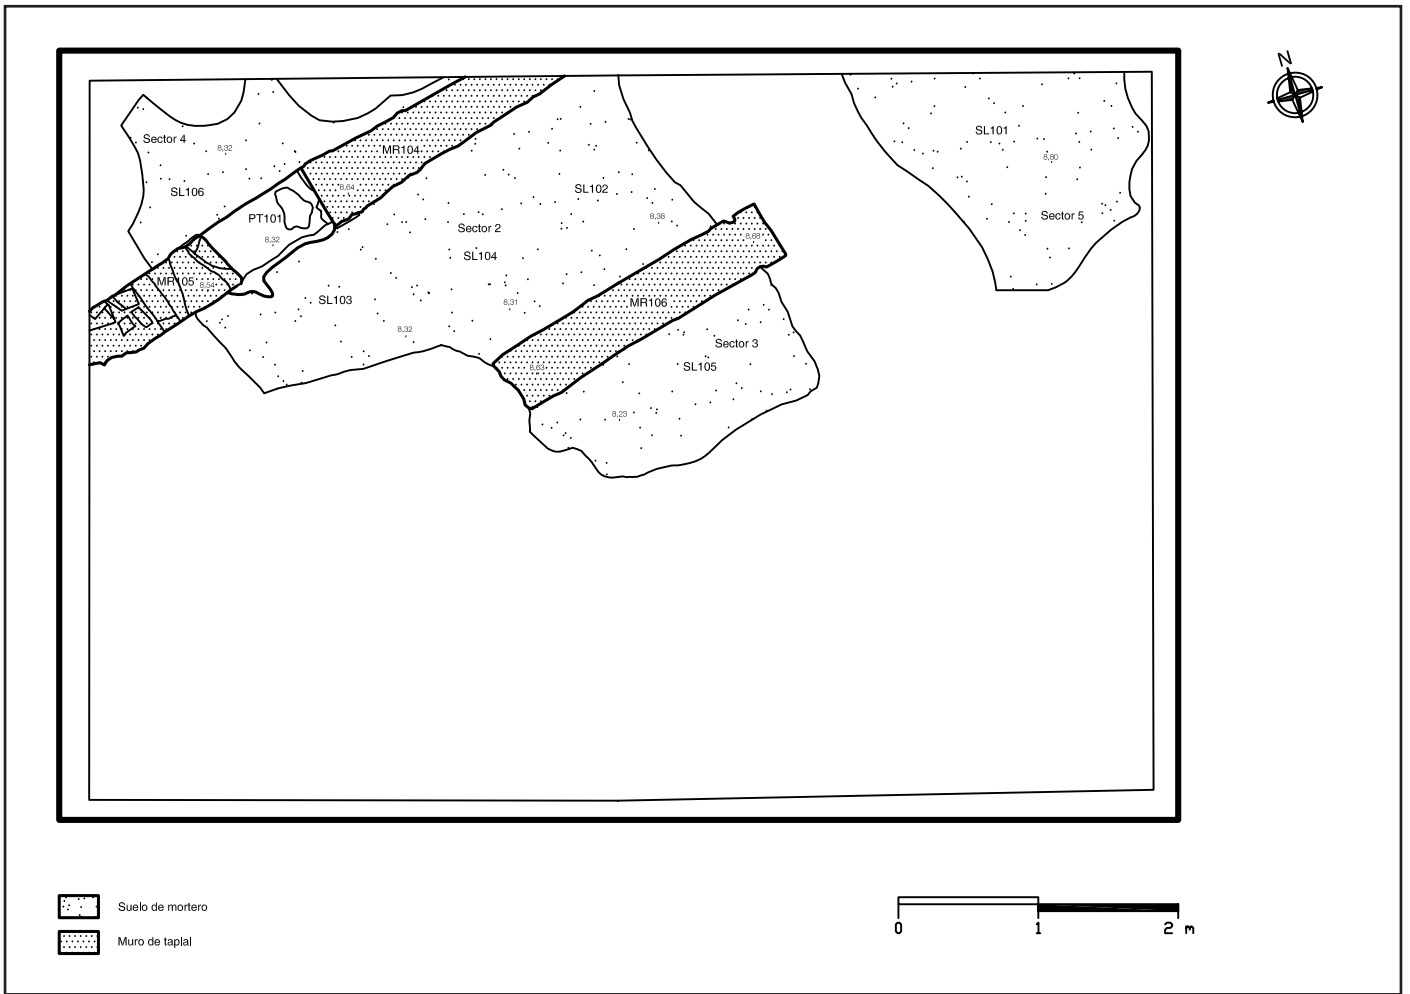 N
SL101
Sector 4
8,32
MR104
8,80
8,64
SL106
SL102
Sector 5
PT101
8,38
Sector 2
8,32
8,63
SL104
MR105
8,54
SL103
8,31
MR106
8,32
Sector 3
8,63
SL105
8,23
Suelo de mortero
Muro de taplal
0 1 2 m